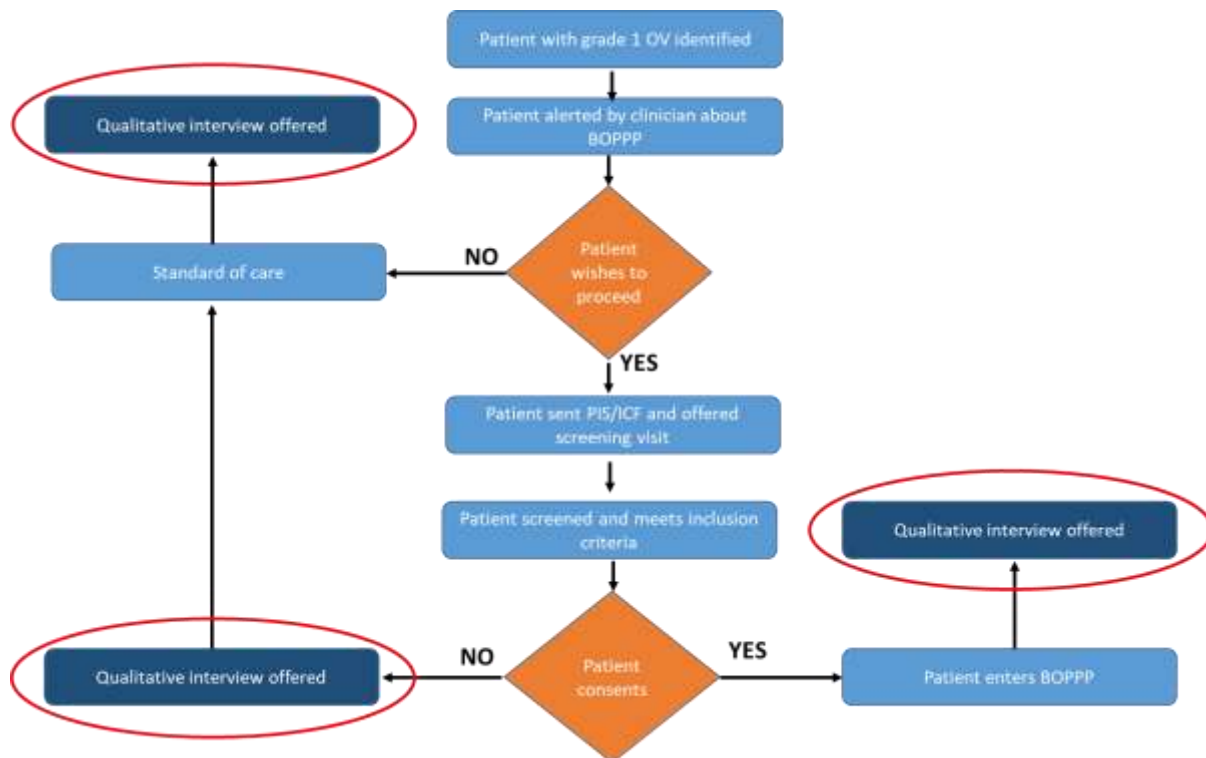 Patient with grade 1 OV identified
Qualitative interview offered
Patient alerted by clinician about
BOPPP
Patient
wishes to
proceed
NO
Standard of care
YES
Patient sent PIS/ICF and offered
screening visit
Patient screened and meets inclusion
criteria
Qualitative interview offered
Patient
consents
NO
YES
Qualitative interview offered
Patient enters BOPPP